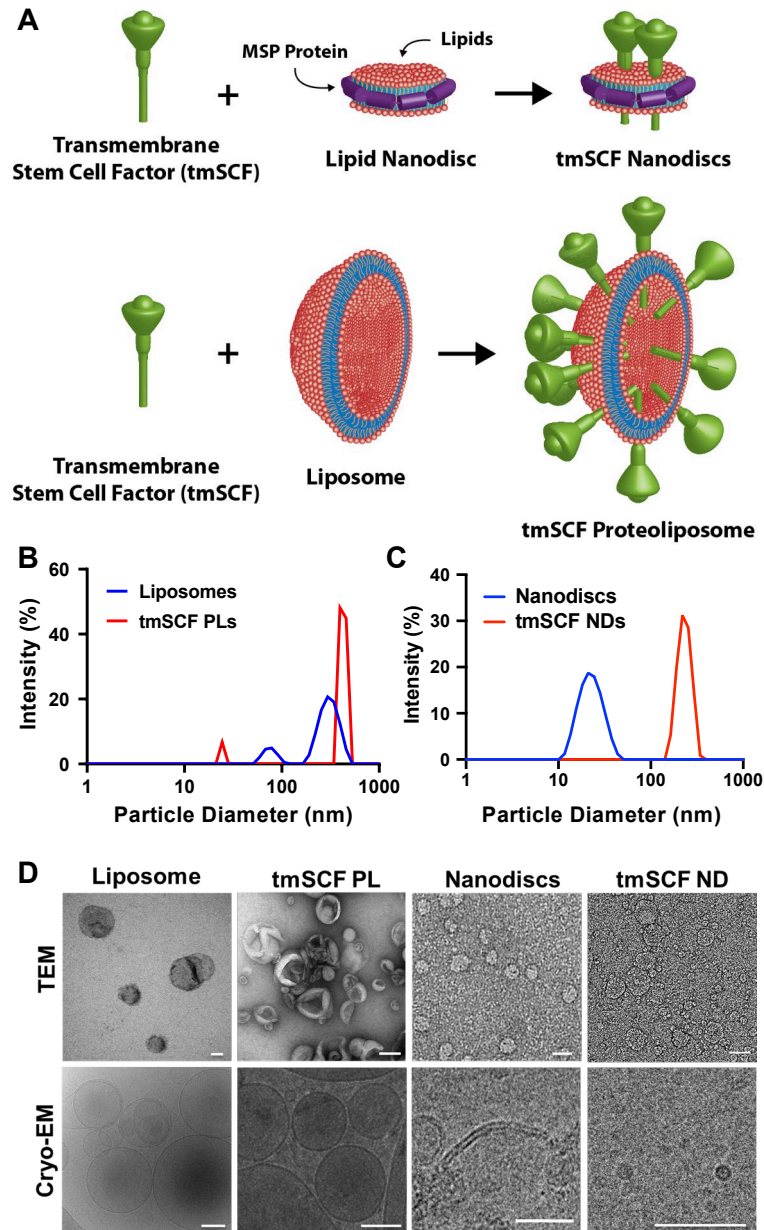 A
MSP Protein
Lipids
+
Transmembrane
Stem Cell Factor (tmSCF)
Lipid Nanodisc
tmSCF Nanodiscs
+
Transmembrane
Stem Cell Factor (tmSCF)
Liposome
tmSCF Proteoliposome
B
60
40
20
0
Intensity (%)
Liposomes
tmSCF PLs
1
10
100
1000
Particle Diameter (nm)
C
40
30
20
10
0
Intensity (%)
Nanodiscs
tmSCF NDs
1
10
100
1000
Particle Diameter (nm)
D
Liposome
tmSCF PL
Nanodiscs
tmSCF ND
TEM
Cryo-EM